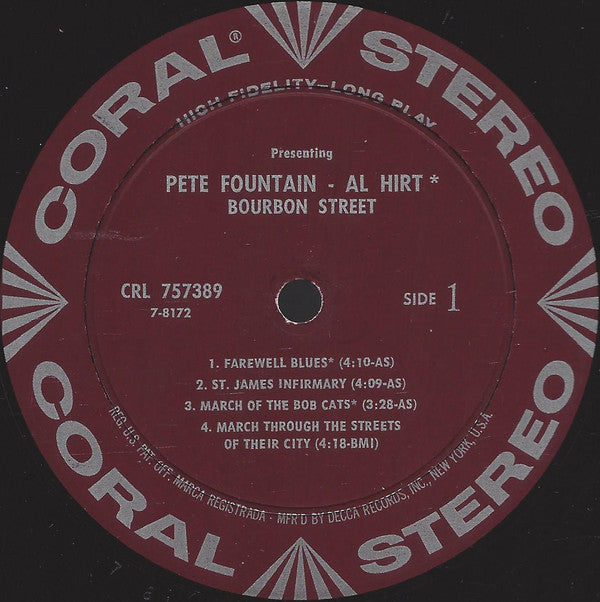 CORAL® STEREO
HIGH FIDELITY–LONG PLAY
Presenting
PETE FOUNTAIN - AL HIRT *
BOURBON STREET
CRL 757389
7-8172
SIDE 1
1. FAREWELL BLUES* (4:10-AS)
2. ST. JAMES INFIRMARY (4:09-AS)
3. MARCH OF THE BOB CATS* (3:28-AS)
4. MARCH THROUGH THE STREETS
OF THEIR CITY (4:18-BMI)
REG. U.S. PAT. OFF. MARCA REGISTRADA - MFR'D BY DECCA RECORDS, INC., NEW YORK, U.S.A.
CORAL STEREO